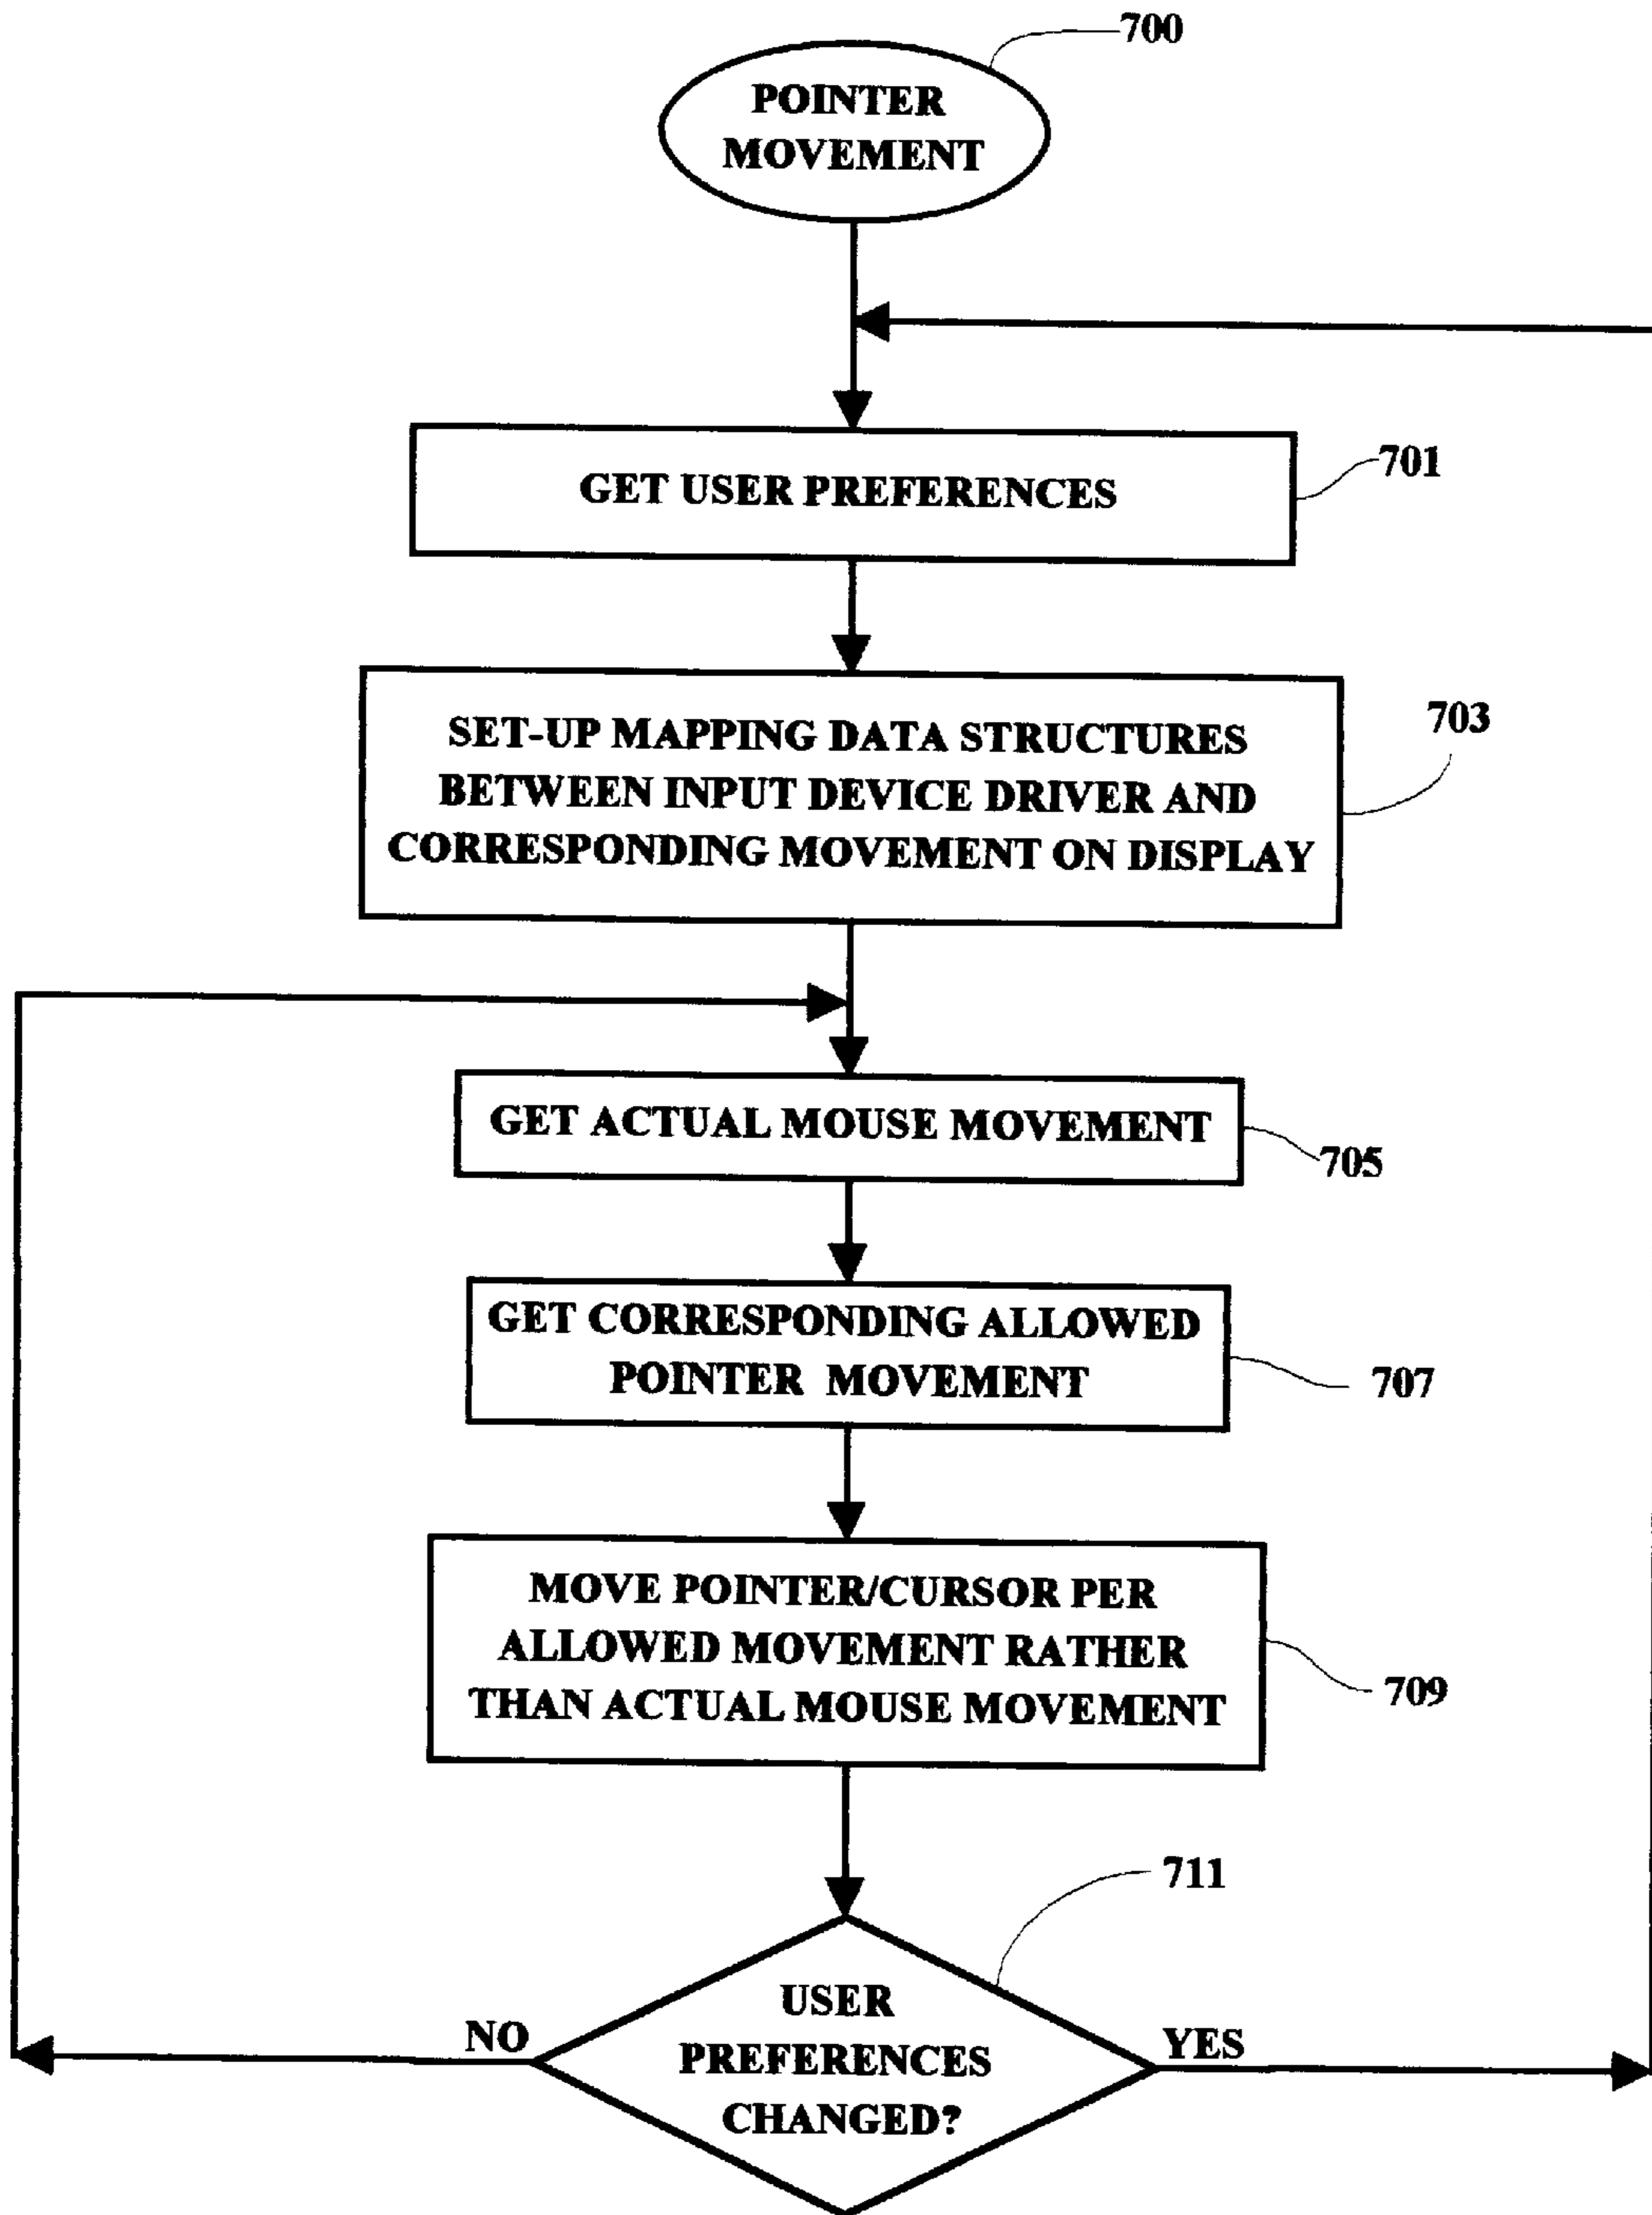 700
POINTER
MOVEMENT
GET USER PREFERENCES
701
SET-UP MAPPING DATA STRUCTURES
BETWEEN INPUT DEVICE DRIVER AND
CORRESPONDING MOVEMENT ON DISPLAY
703
GET ACTUAL MOUSE MOVEMENT
705
GET CORRESPONDING ALLOWED
POINTER MOVEMENT
707
MOVE POINTER/CURSOR PER
ALLOWED MOVEMENT RATHER
THAN ACTUAL MOUSE MOVEMENT
709
711
USER
PREFERENCES
CHANGED?
NO
YES